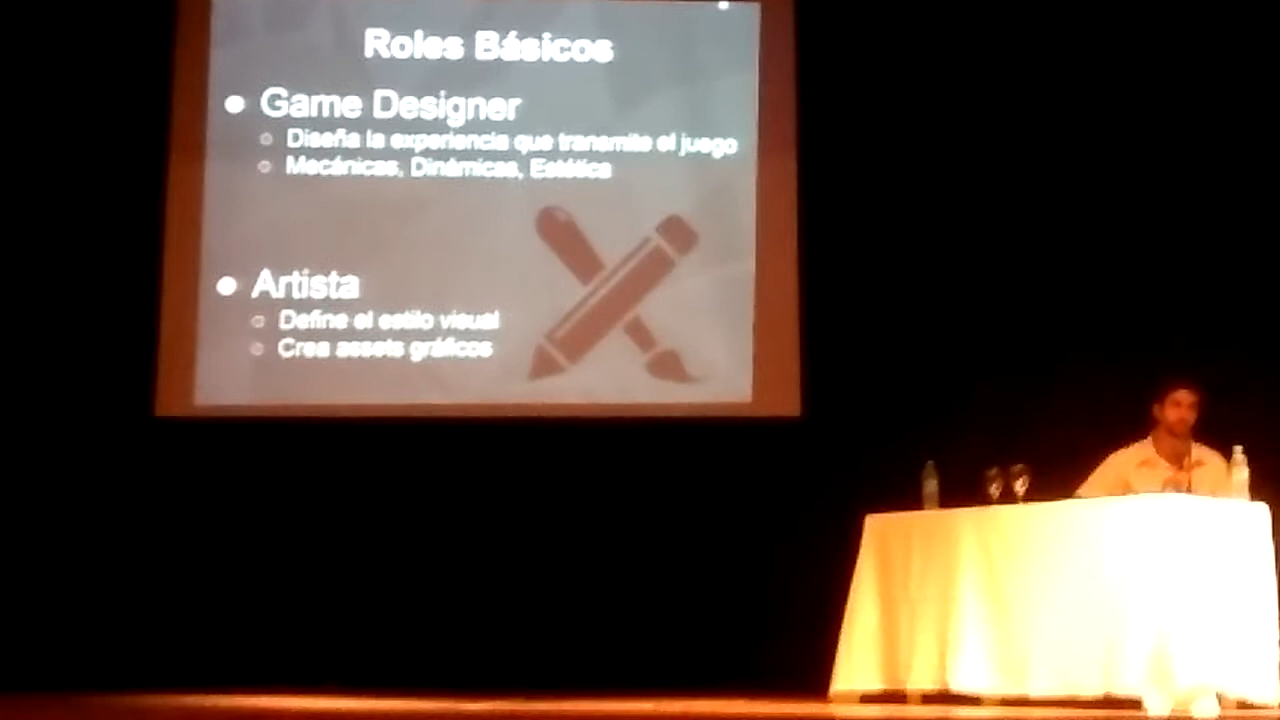 Roles Básicos
Game Designer
Diseña la experiencia que transmite el juego
Mecánicas, Dinámicas, Estética
Artista
Define el estilo visual
Crea assets gráficos